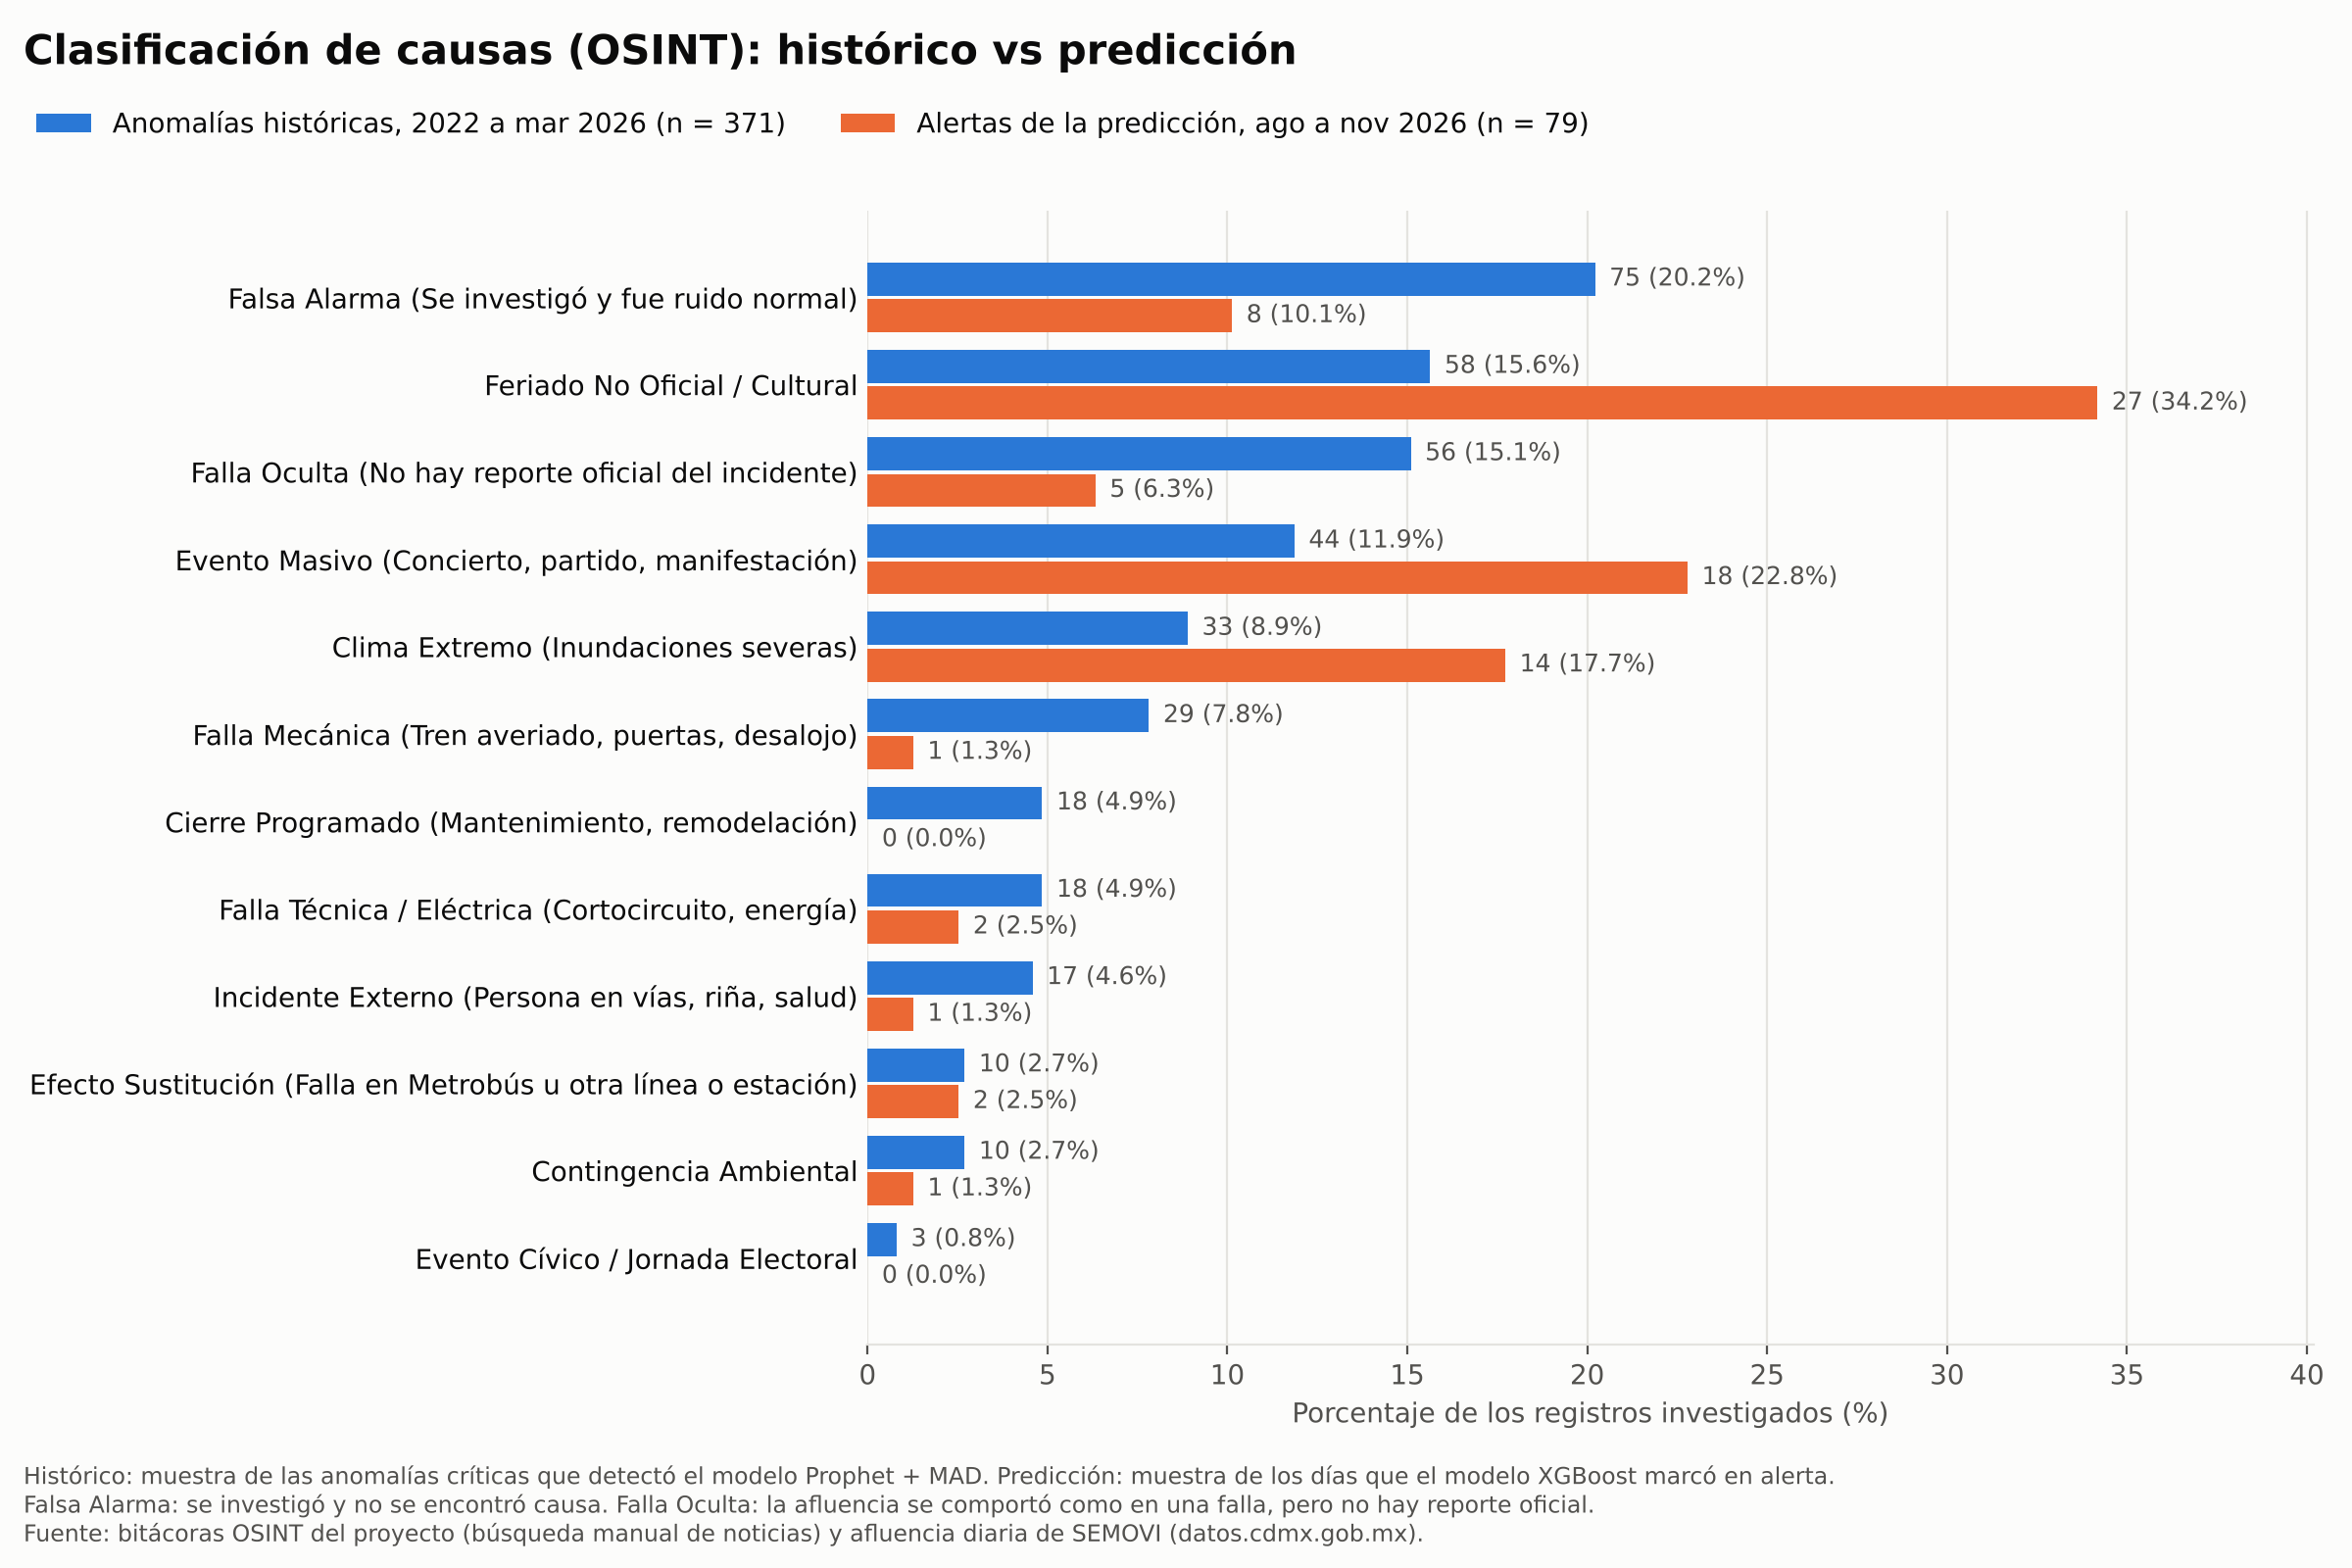 Clasificación de causas (OSINT): histórico vs predicción
Anomalías históricas, 2022 a mar 2026 (n = 371)
Alertas de la predicción, ago a nov 2026 (n = 79)
Falsa Alarma (Se investigó y fue ruido normal)
75 (20.2%)
8 (10.1%)
Feriado No Oficial / Cultural
58 (15.6%)
27 (34.2%)
Falla Oculta (No hay reporte oficial del incidente)
56 (15.1%)
5 (6.3%)
Evento Masivo (Concierto, partido, manifestación)
44 (11.9%)
18 (22.8%)
Clima Extremo (Inundaciones severas)
33 (8.9%)
14 (17.7%)
Falla Mecánica (Tren averiado, puertas, desalojo)
29 (7.8%)
1 (1.3%)
Cierre Programado (Mantenimiento, remodelación)
18 (4.9%)
0 (0.0%)
Falla Técnica / Eléctrica (Cortocircuito, energía)
18 (4.9%)
2 (2.5%)
Incidente Externo (Persona en vías, riña, salud)
17 (4.6%)
1 (1.3%)
Efecto Sustitución (Falla en Metrobús u otra línea o estación)
10 (2.7%)
2 (2.5%)
Contingencia Ambiental
10 (2.7%)
1 (1.3%)
Evento Cívico / Jornada Electoral
3 (0.8%)
0 (0.0%)
0 5 10 15 20 25 30 35 40
Porcentaje de los registros investigados (%)
Histórico: muestra de las anomalías críticas que detectó el modelo Prophet + MAD. Predicción: muestra de los días que el modelo XGBoost marcó en alerta.
Falsa Alarma: se investigó y no se encontró causa. Falla Oculta: la afluencia se comportó como en una falla, pero no hay reporte oficial.
Fuente: bitácoras OSINT del proyecto (búsqueda manual de noticias) y afluencia diaria de SEMOVI (datos.cdmx.gob.mx).